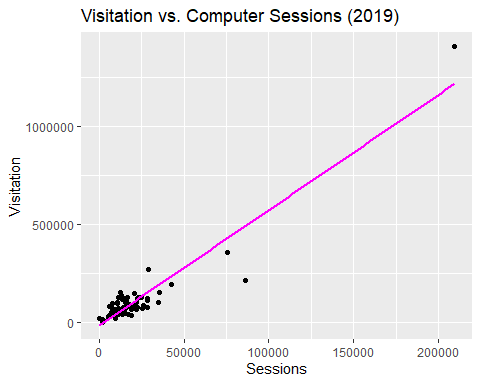 Visitation vs. Computer Sessions (2019)
1000000
500000
0
Visitation
0 50000 100000 150000 200000
Sessions